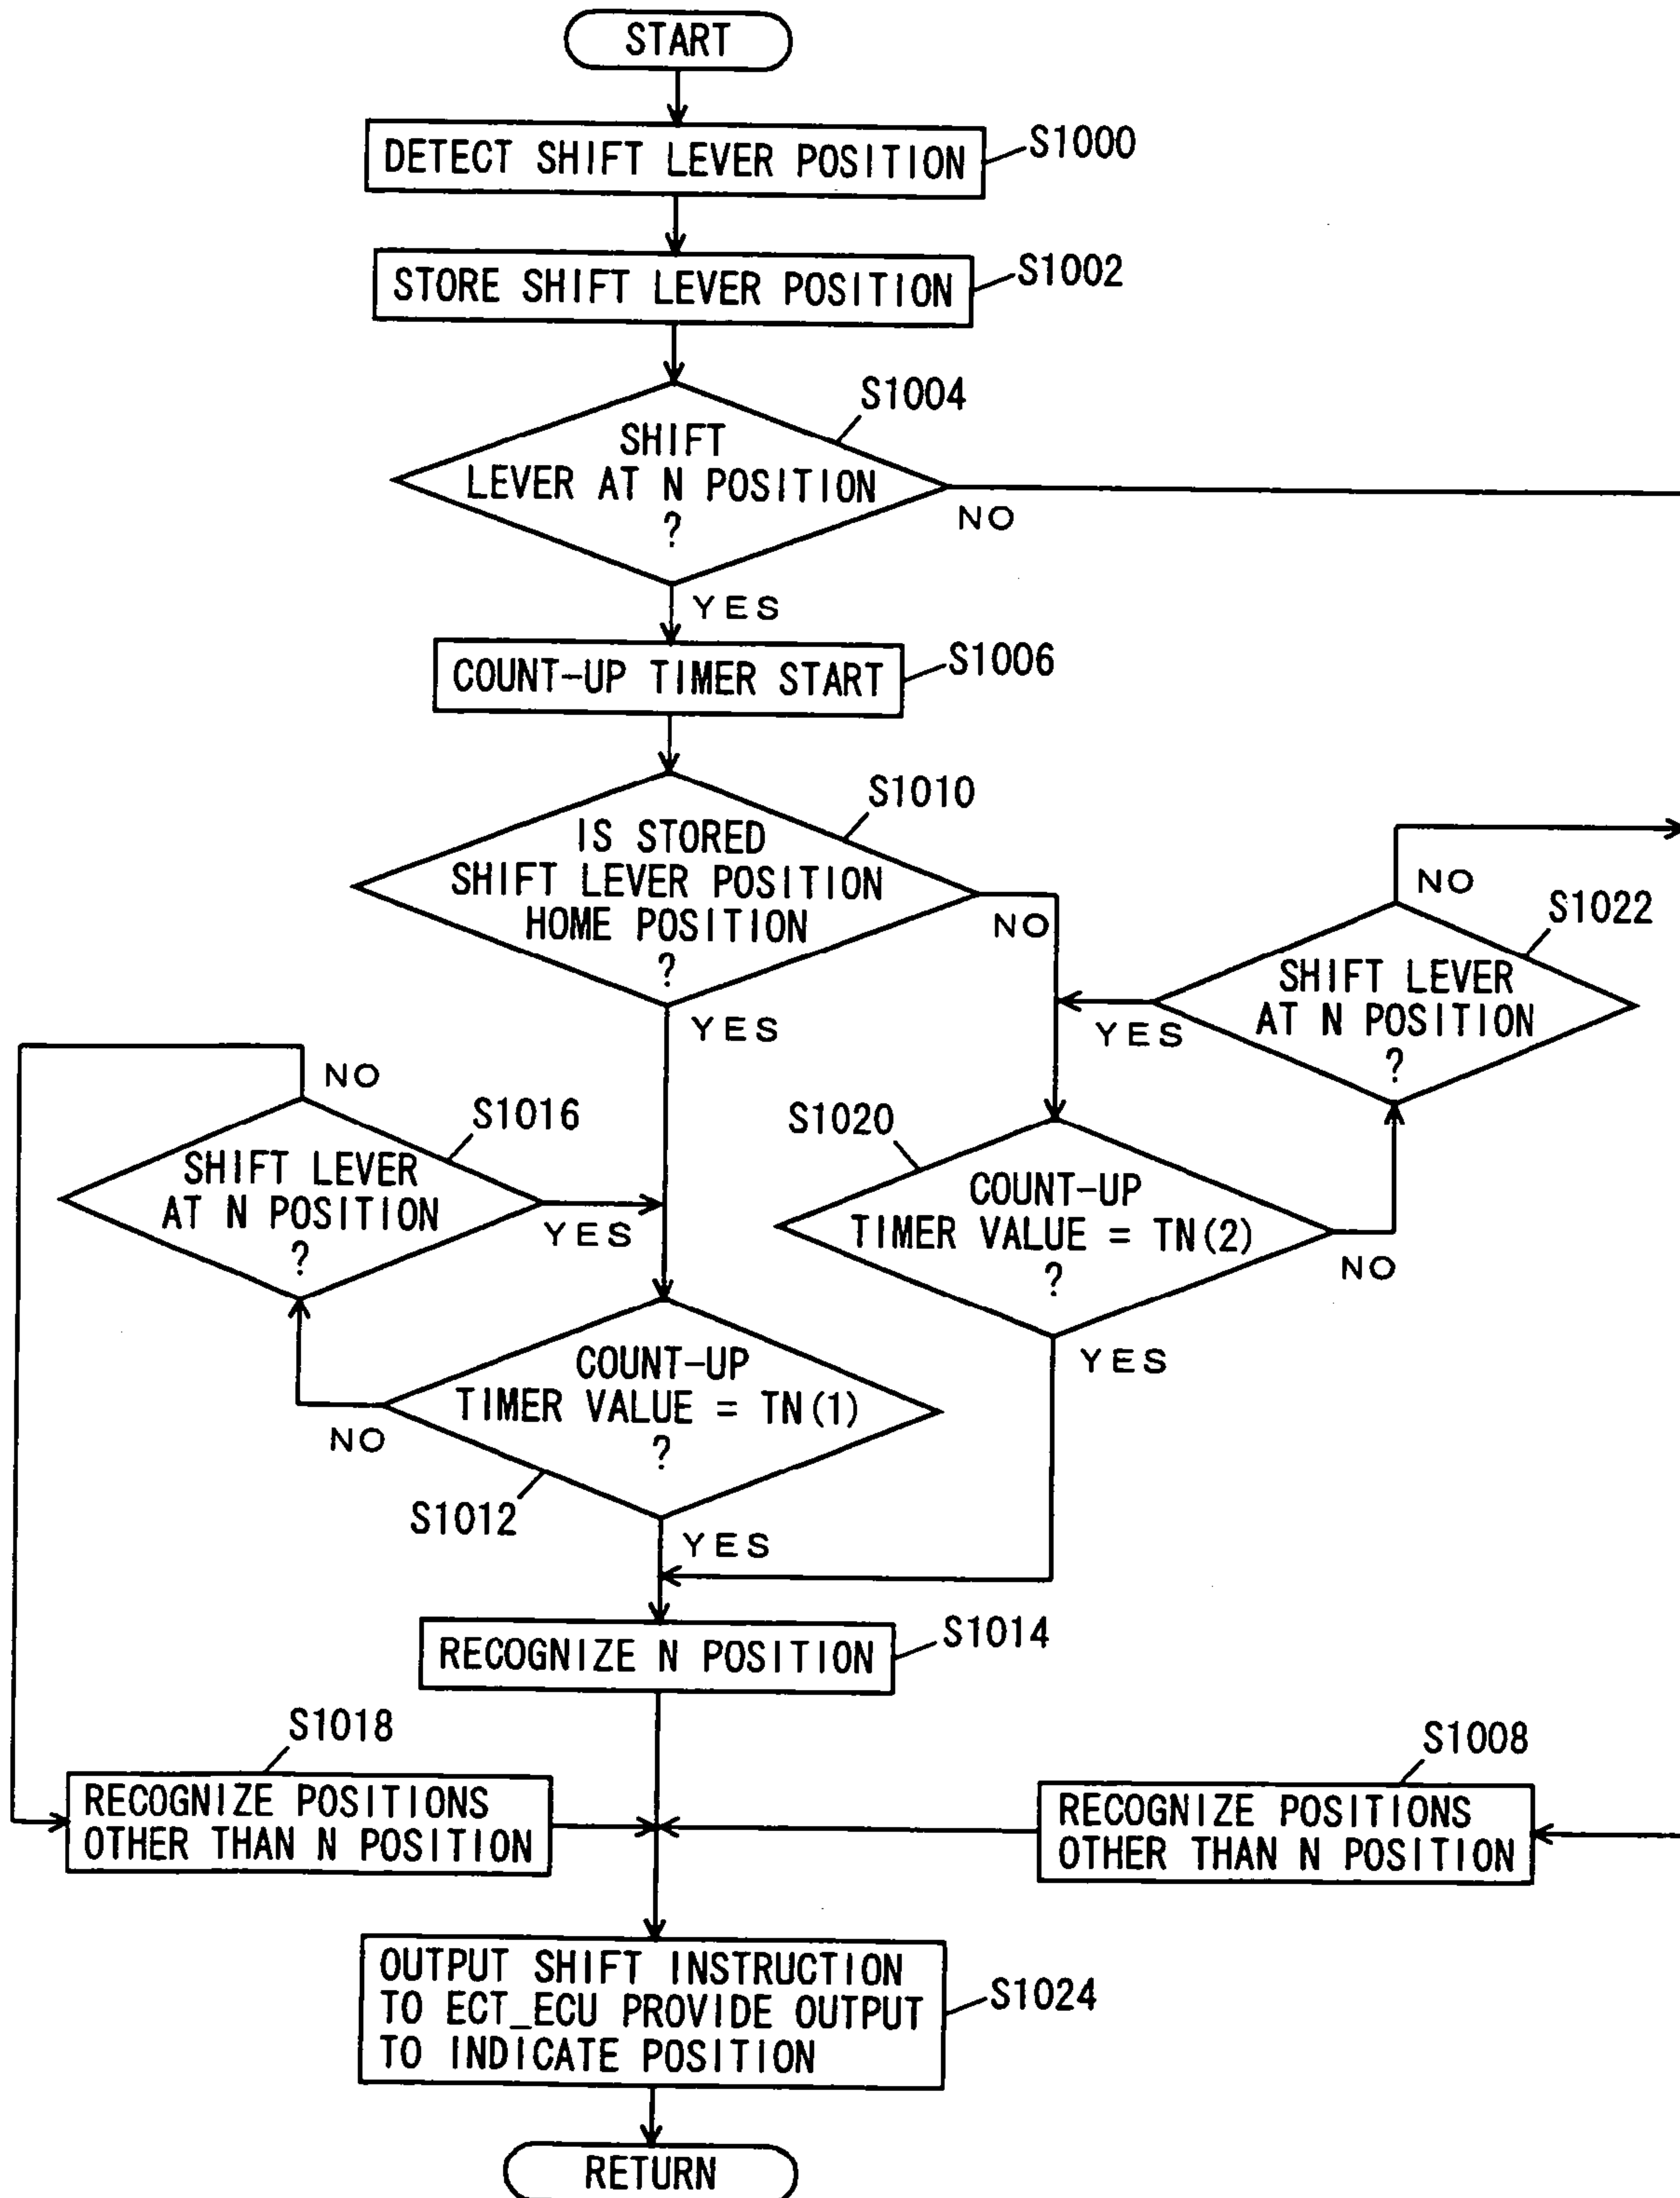 START
DETECT SHIFT LEVER POSITION
S1000
STORE SHIFT LEVER POSITION
S1002
S1004
SHIFT
LEVER AT N POSITION
?
NO
YES
COUNT-UP TIMER START
S1006
S1010
IS STORED
SHIFT LEVER POSITION
HOME POSITION
?
NO
YES
NO
S1022
SHIFT LEVER
AT N POSITION
?
YES
NO
S1016
SHIFT LEVER
AT N POSITION
?
YES
S1020
COUNT-UP
TIMER VALUE = TN(2)
?
NO
YES
COUNT-UP
TIMER VALUE = TN(1)
?
NO
S1012
YES
RECOGNIZE N POSITION
S1014
S1018
RECOGNIZE POSITIONS
OTHER THAN N POSITION
S1008
RECOGNIZE POSITIONS
OTHER THAN N POSITION
OUTPUT SHIFT INSTRUCTION
TO ECT_ECU PROVIDE OUTPUT
TO INDICATE POSITION
S1024
RETURN